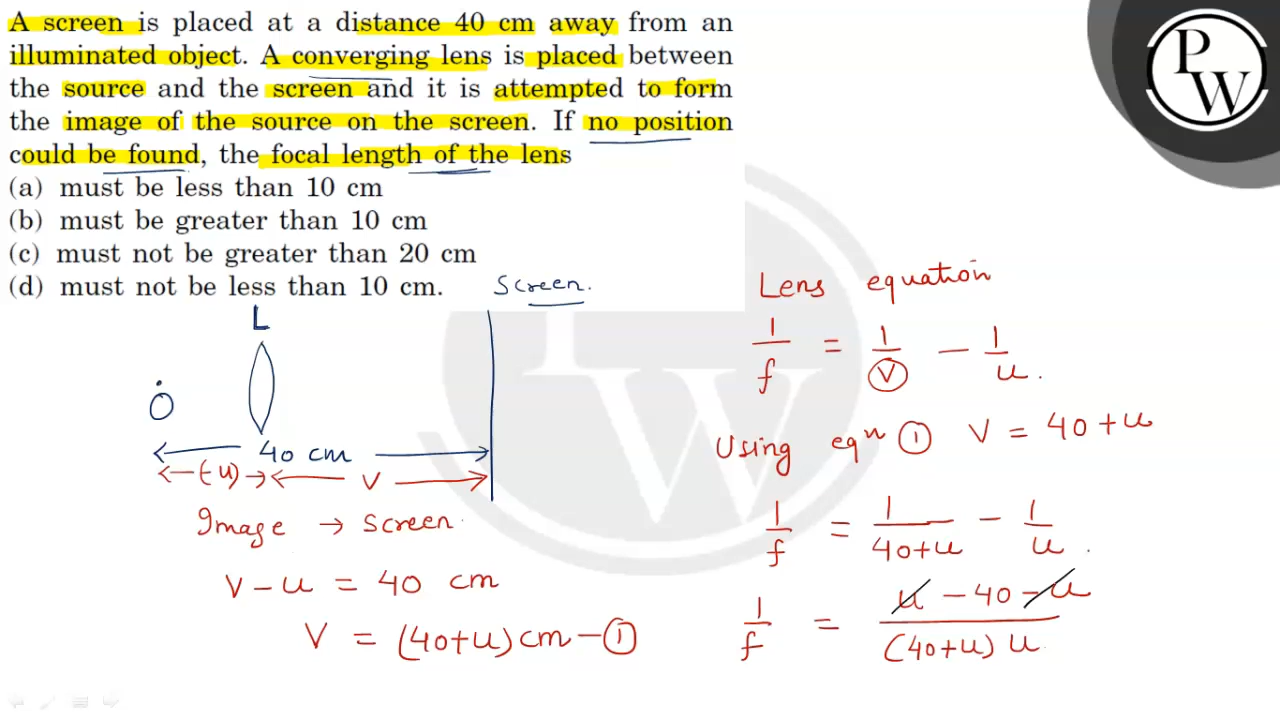 A screen is placed at a distance 40 cm away from an
illuminated object. A converging lens is placed between
the source and the screen and it is attempted to form
the image of the source on the screen. If no position
could be found, the focal length of the lens
(a) must be less than 10 cm
(b) must be greater than 10 cm
(c) must not be greater than 20 cm
(d) must not be less than 10 cm.
Screen.
L
O
40 cm
(-u)
V
Image → Screen.
V - u = 40 cm
V = (40+u) cm - ①
PW
Lens equation
1/f = 1/V - 1/u.
Using eqⁿ ① V = 40 + u
1/f = 1/40+u - 1/u.
1/f = u - 40 - u/(40+u) u